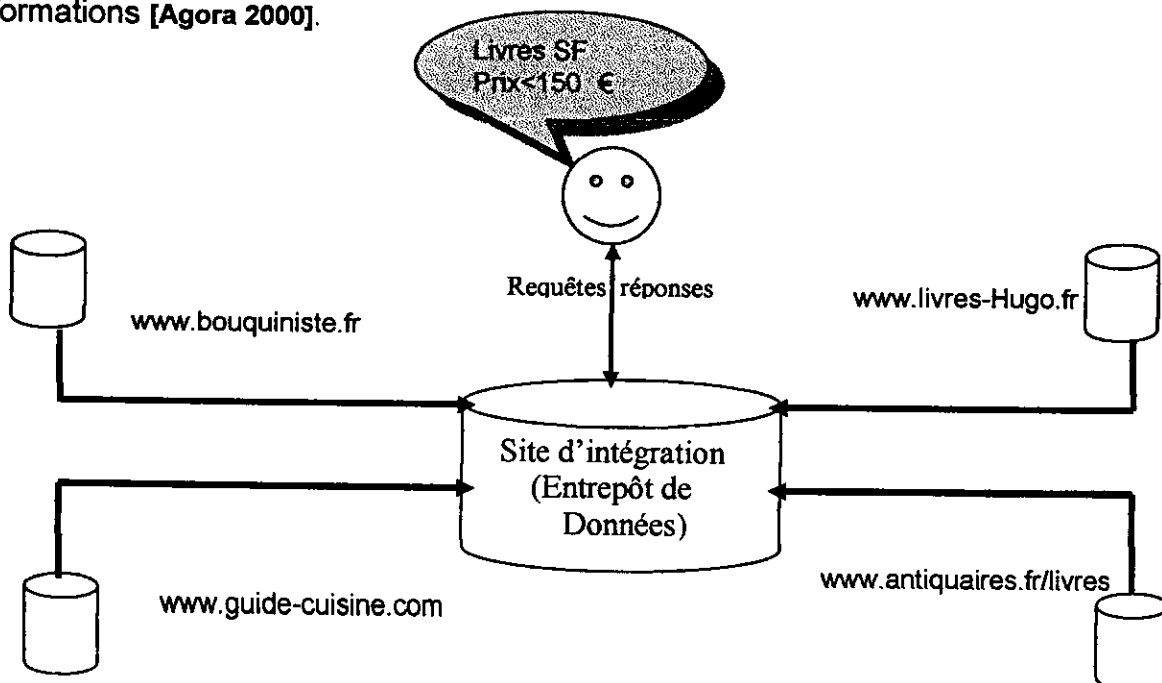 ormations [Agora 2000].
Livres SF
Prix<150 €
Requêtes réponses
www.bouquiniste.fr
www.livres-Hugo.fr
Site d'intégration
(Entrepôt de
Données)
www.guide-cuisine.com
www.antiquaires.fr/livres